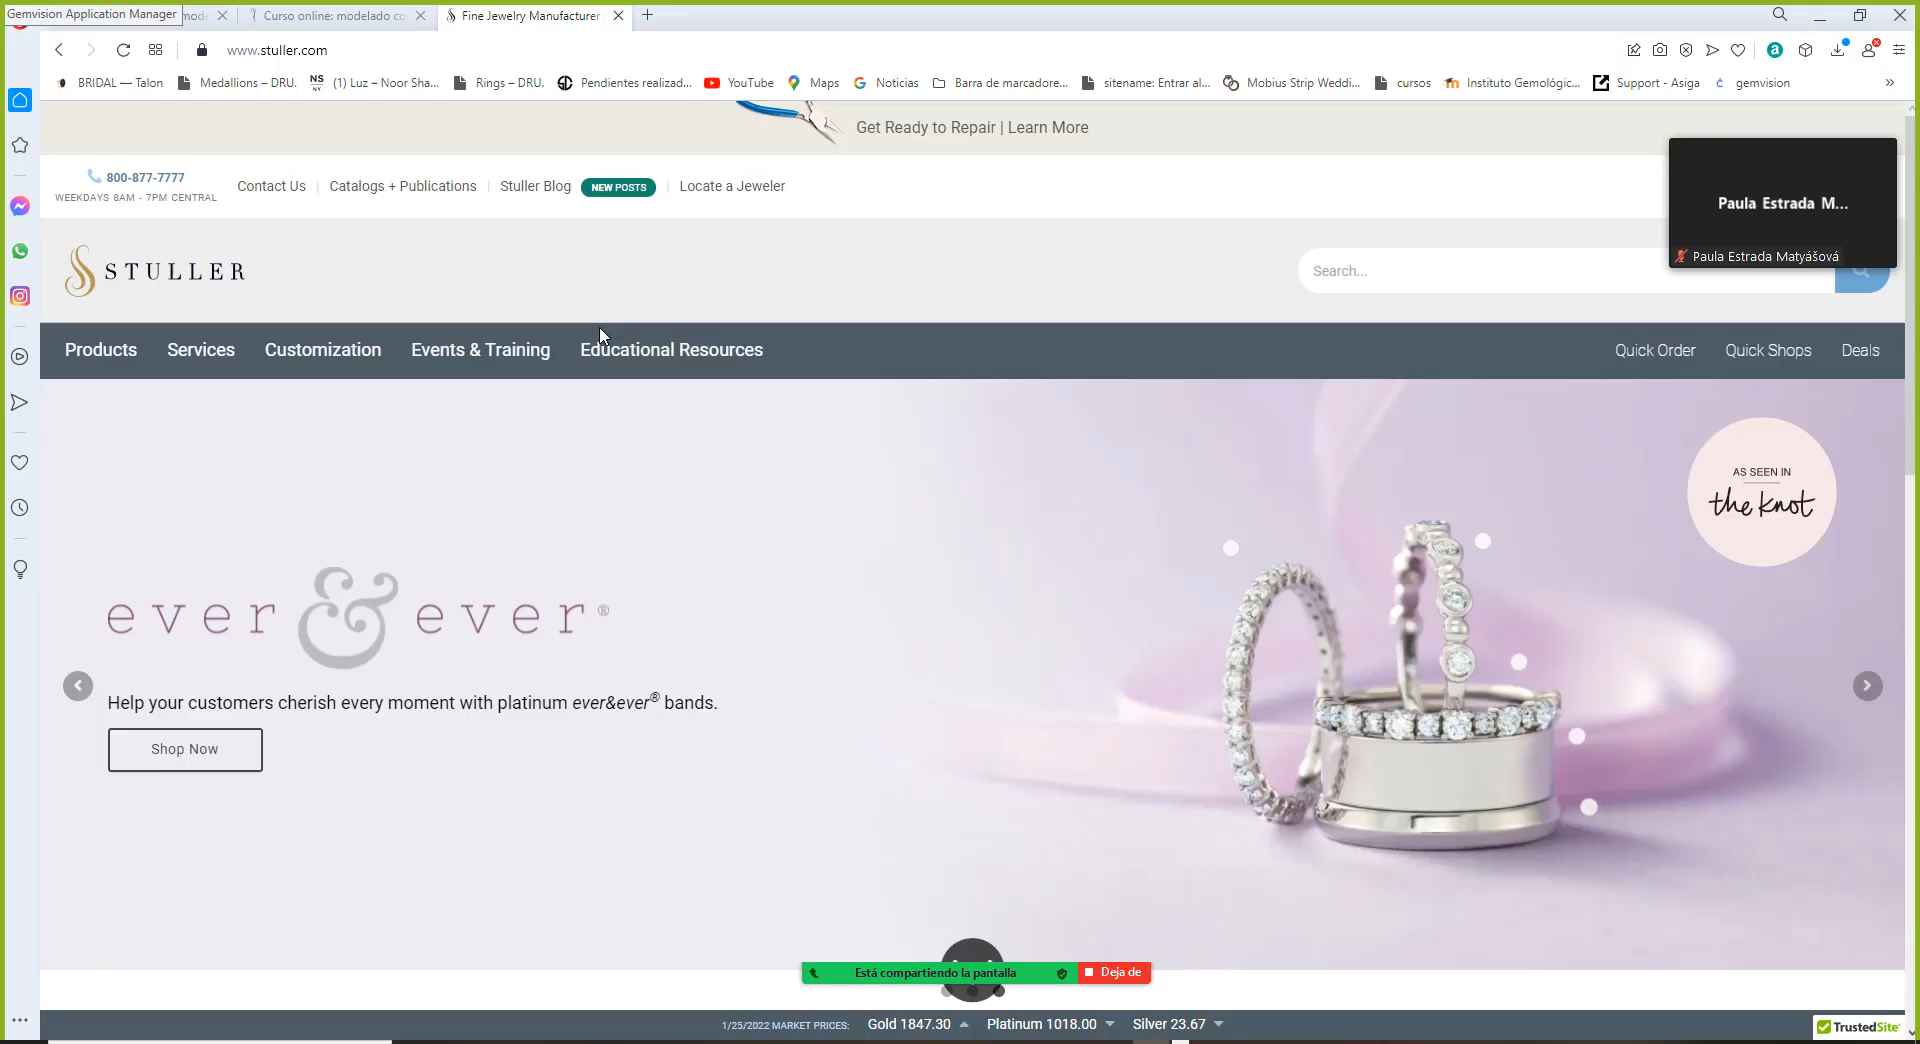 Gemvision Application Manager
Curso online: modelado co
Fine Jewelry Manufacturer
www.stuller.com
BRIDAL — Talon
Medallions – DRU.
NS
NY
(1) Luz – Noor Sha...
Rings – DRU.
Pendientes realizad...
YouTube
Maps
Noticias
Barra de marcadore...
sitename: Entrar al...
Mobius Strip Weddi...
cursos
Instituto Gemológic...
Support - Asiga
gemvision
Get Ready to Repair | Learn More
800-877-7777
WEEKDAYS 8AM - 7PM CENTRAL
Contact Us
Catalogs + Publications
Stuller Blog
NEW POSTS
Locate a Jeweler
Paula Estrada M...
Paula Estrada Matyášová
STULLER
Search...
Products
Services
Customization
Events & Training
Educational Resources
Quick Order
Quick Shops
Deals
AS SEEN IN
the knot
ever & ever®
Help your customers cherish every moment with platinum ever&ever® bands.
Shop Now
Está compartiendo la pantalla
Deja de
1/25/2022 MARKET PRICES:
Gold 1847.30
Platinum 1018.00
Silver 23.67
TrustedSite